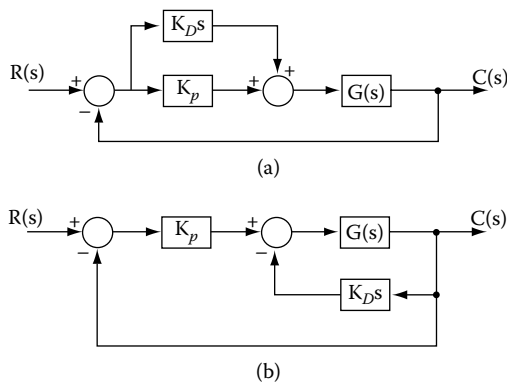 K_D s
R(s) + − K_p + + G(s) C(s)
(a)
R(s) + − K_p + − G(s) C(s)
K_D s
(b)